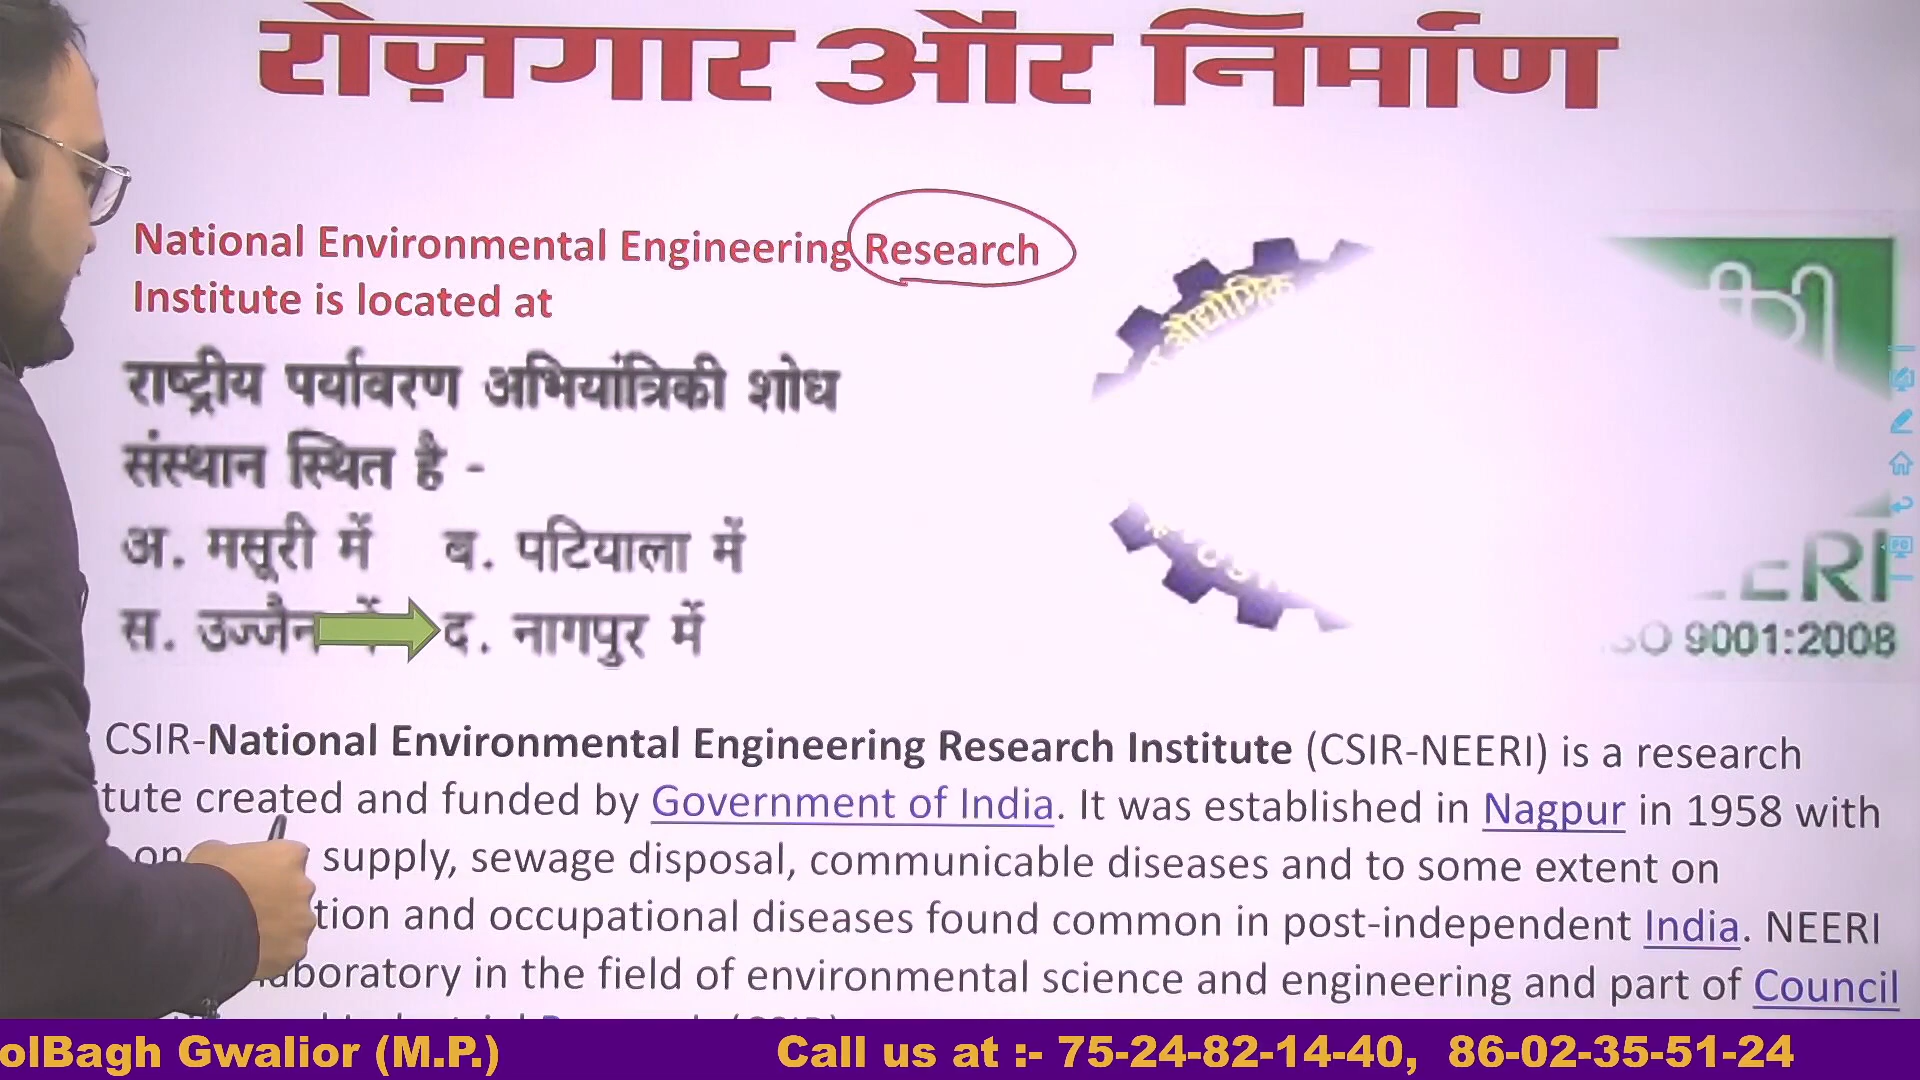 रोज़गार और निर्माण
National Environmental Engineering Research
Institute is located at
औद्योगिक
राष्ट्रीय पर्यावरण अभियांत्रिकी शोध
संस्थान स्थित है -
अ. मसूरी में ब. पटियाला में
स. उज्जैन में द. नागपुर में
EERI
ISO 9001:2008
CSIR-National Environmental Engineering Research Institute (CSIR-NEERI) is a research
tute created and funded by Government of India. It was established in Nagpur in 1958 with
on supply, sewage disposal, communicable diseases and to some extent on
tion and occupational diseases found common in post-independent India. NEERI
aboratory in the field of environmental science and engineering and part of Council
olBagh Gwalior (M.P.) Call us at :- 75-24-82-14-40, 86-02-35-51-24